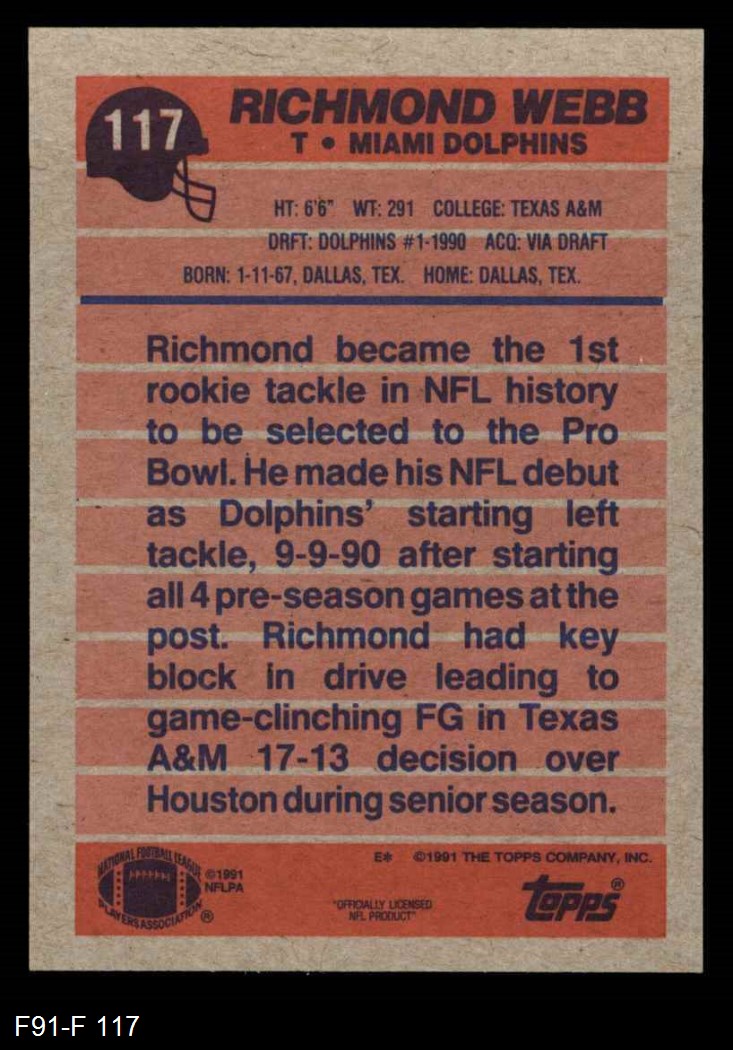 117
RICHMOND WEBB
T • MIAMI DOLPHINS
HT: 6'6" WT: 291 COLLEGE: TEXAS A&M
DRFT: DOLPHINS #1-1990 ACQ: VIA DRAFT
BORN: 1-11-67, DALLAS, TEX. HOME: DALLAS, TEX.
Richmond became the 1st
rookie tackle in NFL history
to be selected to the Pro
Bowl. He made his NFL debut
as Dolphins' starting left
tackle, 9-9-90 after starting
all 4 pre-season games at the
post. Richmond had key
block in drive leading to
game-clinching FG in Texas
A&M 17-13 decision over
Houston during senior season.
NATIONAL FOOTBALL LEAGUE
PLAYERS ASSOCIATION ®
©1991
NFLPA
E* ©1991 THE TOPPS COMPANY, INC.
"OFFICIALLY LICENSED
NFL PRODUCT"
topps®
F91-F 117